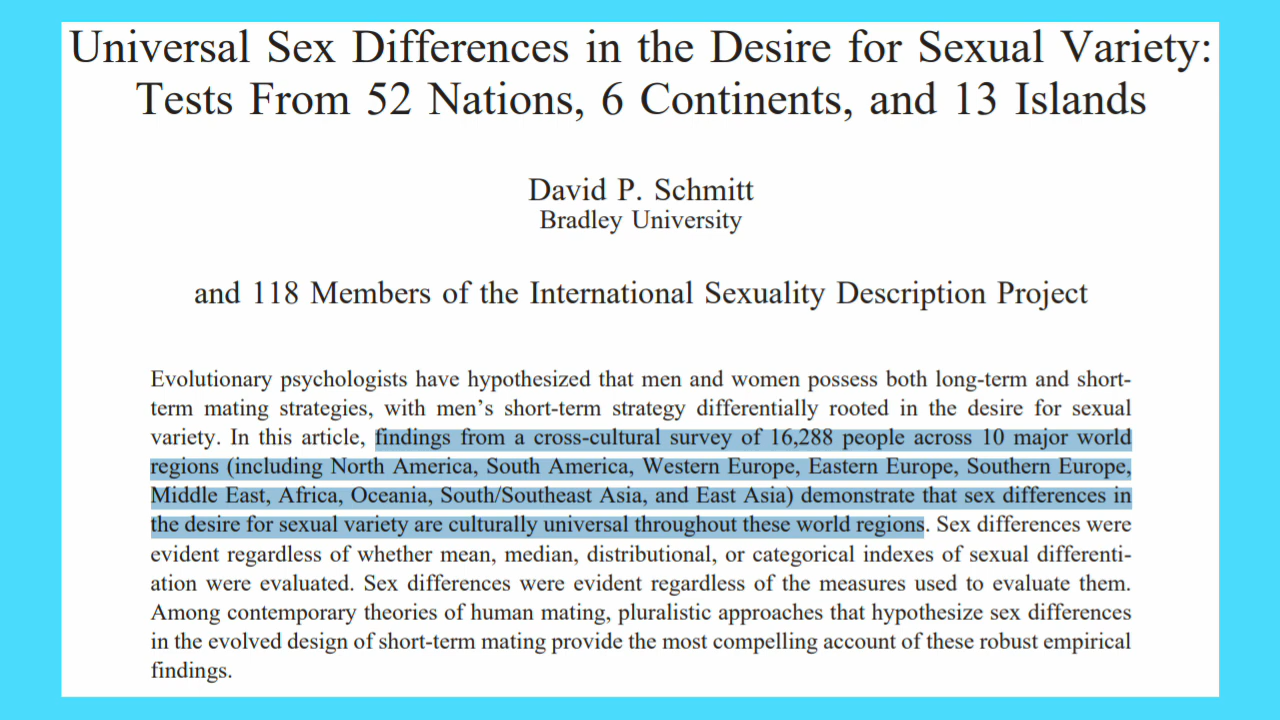 Universal Sex Differences in the Desire for Sexual Variety:
Tests From 52 Nations, 6 Continents, and 13 Islands
David P. Schmitt
Bradley University
and 118 Members of the International Sexuality Description Project
Evolutionary psychologists have hypothesized that men and women possess both long-term and short-
term mating strategies, with men’s short-term strategy differentially rooted in the desire for sexual
variety. In this article, findings from a cross-cultural survey of 16,288 people across 10 major world
regions (including North America, South America, Western Europe, Eastern Europe, Southern Europe,
Middle East, Africa, Oceania, South/Southeast Asia, and East Asia) demonstrate that sex differences in
the desire for sexual variety are culturally universal throughout these world regions. Sex differences were
evident regardless of whether mean, median, distributional, or categorical indexes of sexual differenti-
ation were evaluated. Sex differences were evident regardless of the measures used to evaluate them.
Among contemporary theories of human mating, pluralistic approaches that hypothesize sex differences
in the evolved design of short-term mating provide the most compelling account of these robust empirical
findings.